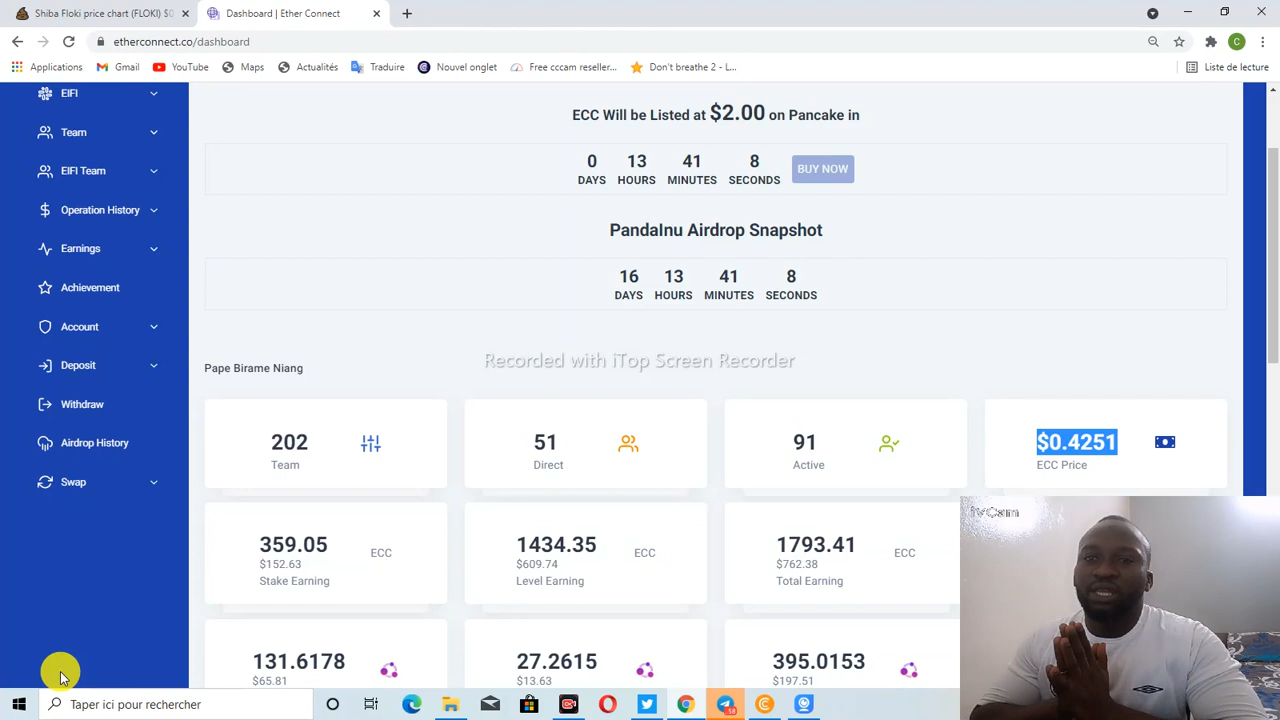 Shiba Floki price chart (FLOKI) $0
Dashboard | Ether Connect
etherconnect.co/dashboard
C
Applications
Gmail
YouTube
Maps
Actualités
Traduire
Nouvel onglet
Free cccam reseller...
Don't breathe 2 - L...
Liste de lecture
EIFI
Team
EIFI Team
Operation History
Earnings
Achievement
Account
Deposit
Withdraw
Airdrop History
Swap
ECC Will be Listed at $2.00 on Pancake in
0 13 41 8
DAYS HOURS MINUTES SECONDS
BUY NOW
PandaInu Airdrop Snapshot
16 13 41 8
DAYS HOURS MINUTES SECONDS
Recorded with iTop Screen Recorder
Pape Birame Niang
202
Team
51
Direct
91
Active
$0.4251
ECC Price
359.05
ECC
$152.63
Stake Earning
1434.35
ECC
$609.74
Level Earning
1793.41
ECC
$762.38
Total Earning
131.6178
$65.81
27.2615
$13.63
395.0153
$197.51
Taper ici pour rechercher
58